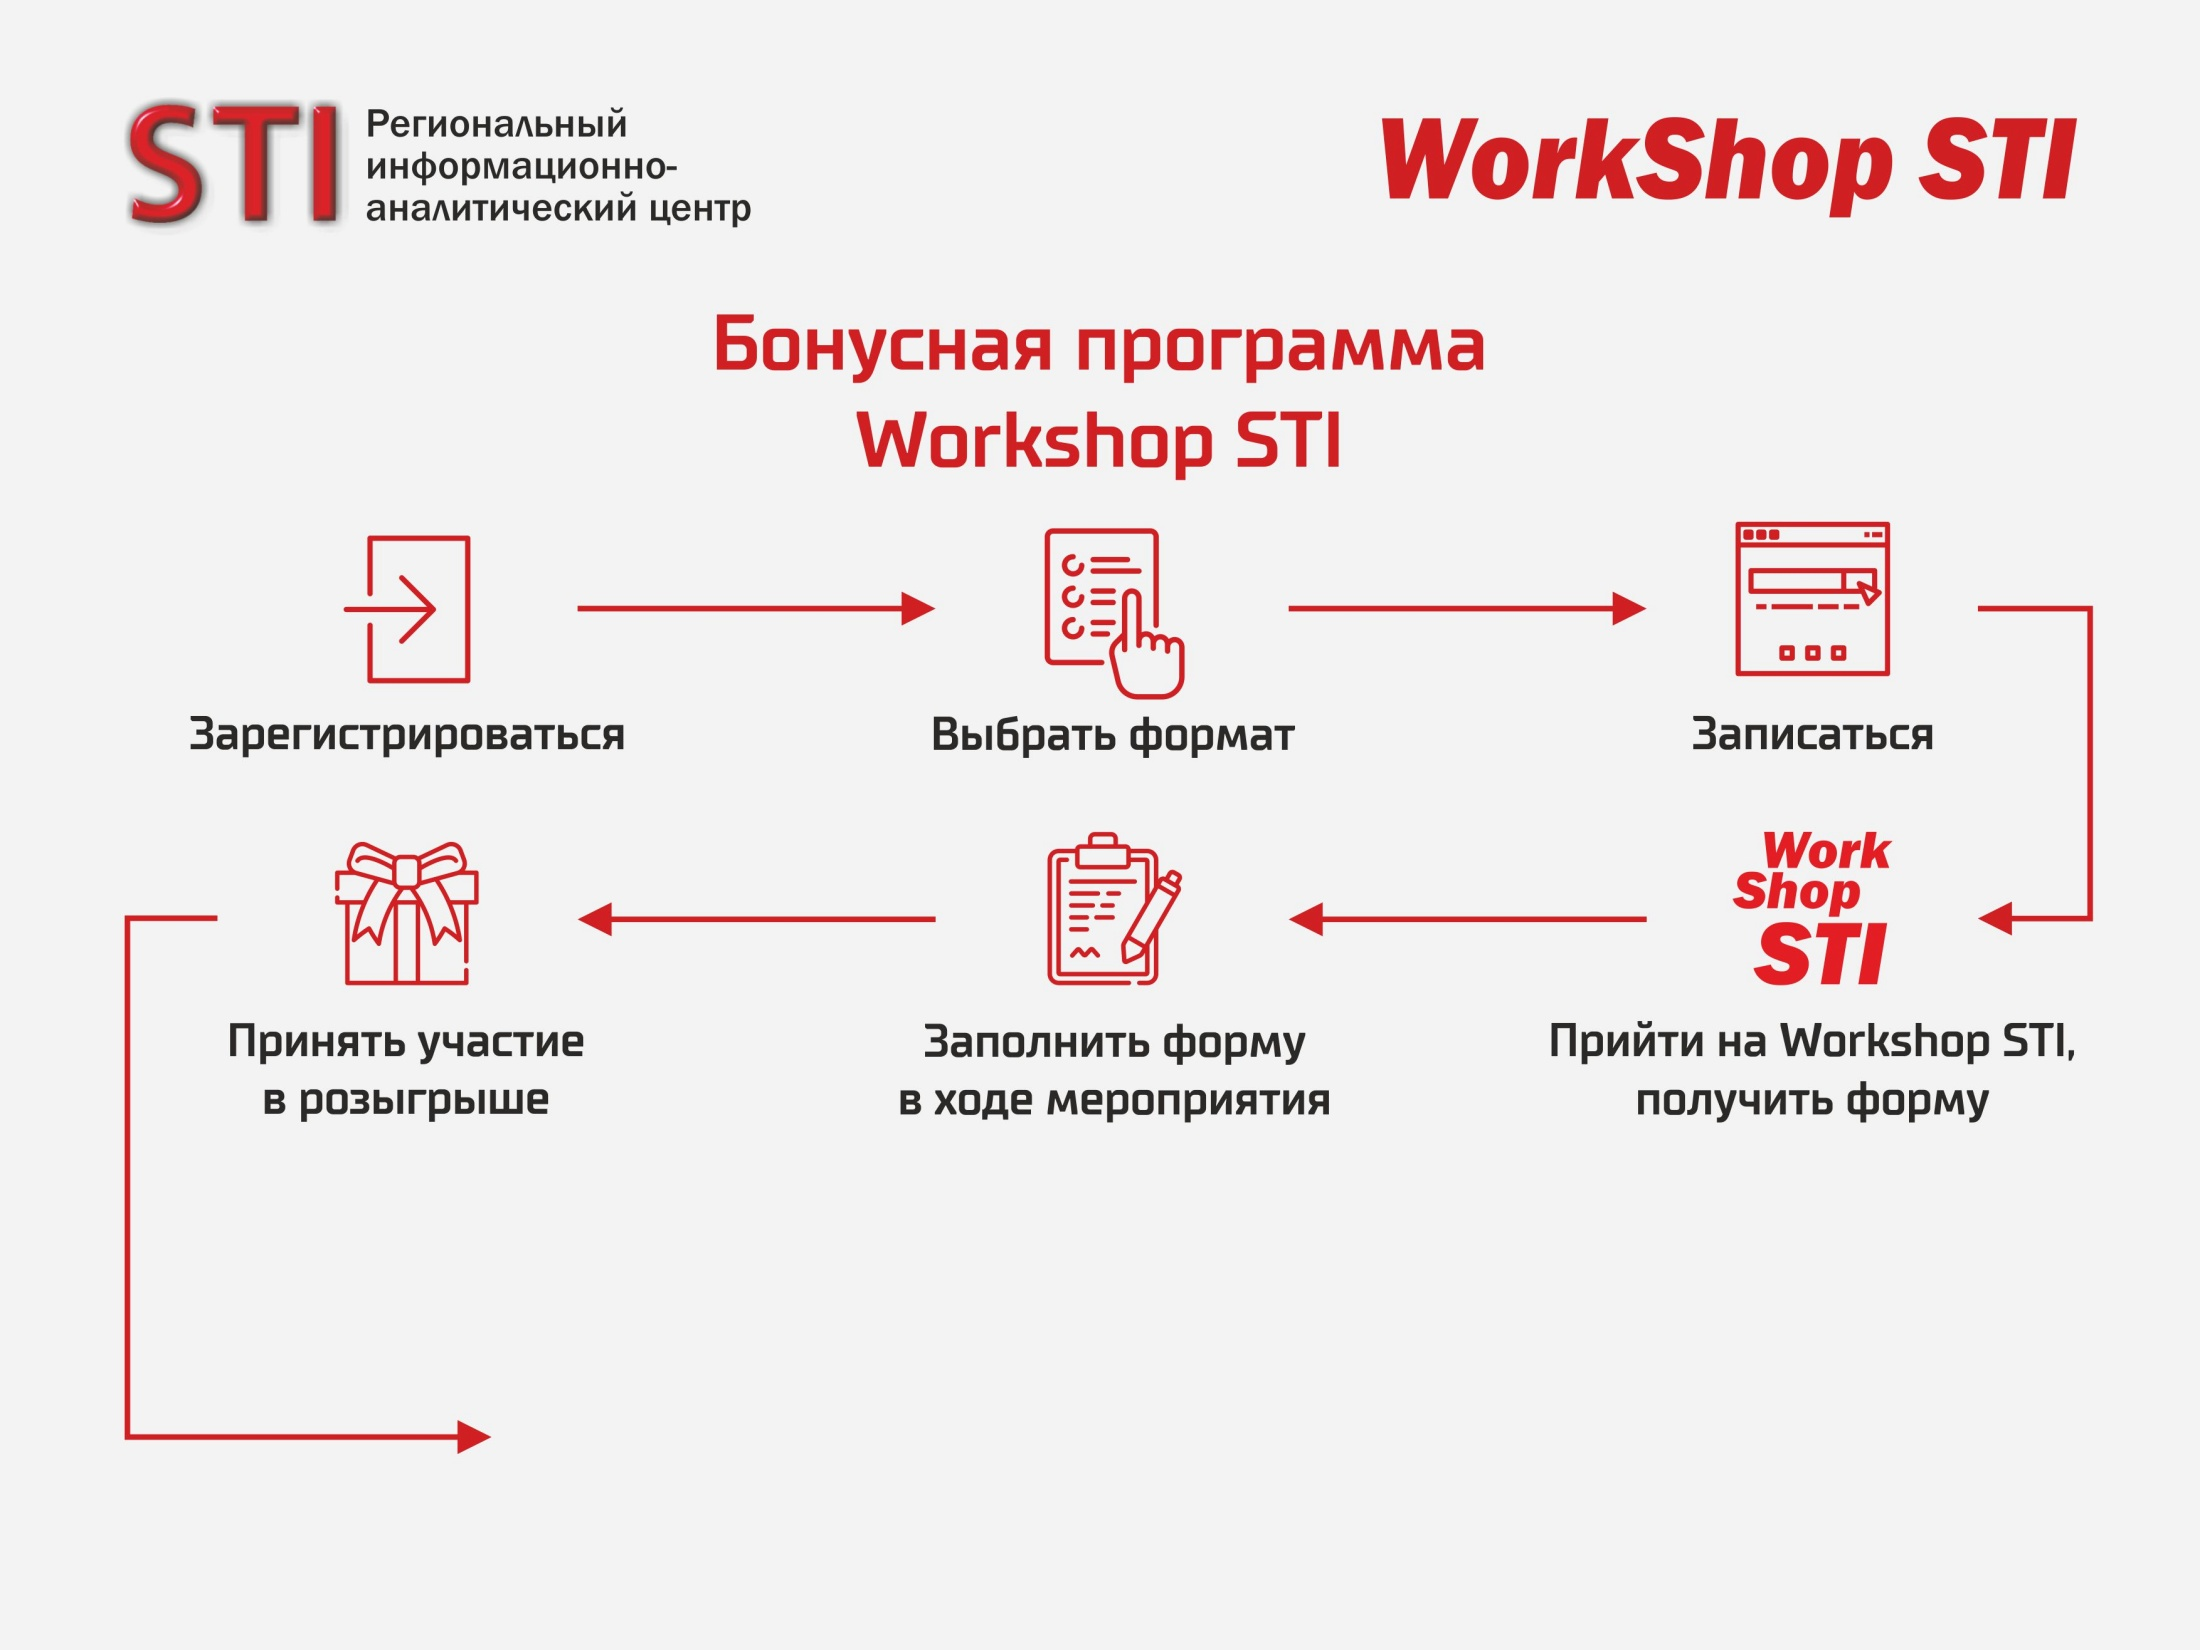 STI
Региональный
информационно-
аналитический центр
WorkShop STI
Бонусная программа
Workshop STI
Зарегистрироваться
Выбрать формат
Записаться
Work
Shop
STI
Прийти на Workshop STI,
получить форму
Заполнить форму
в ходе мероприятия
Принять участие
в розыгрыше